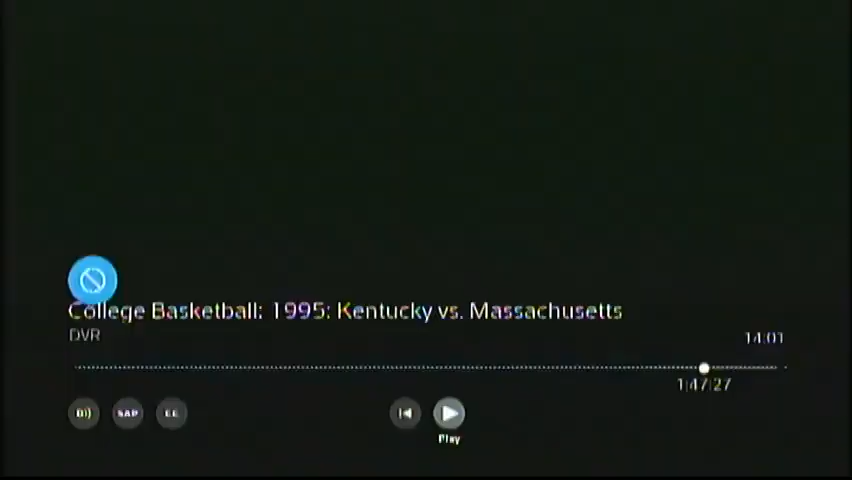 College Basketball: 1995: Kentucky vs. Massachusetts
DVR
14:01
1:47:27
D))
SAP
CC
Play